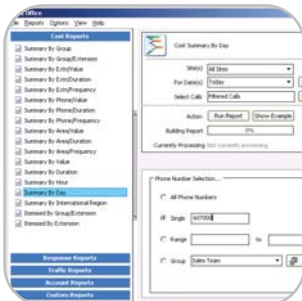 Office
Reports Options View Help
Cost Reports
Summary By Group
Summary By Group/Extension
Summary By Extn/Value
Summary By Extn/Duration
Summary By Extn/Frequency
Summary By Phone/Value
Summary By Phone/Duration
Summary By Phone/Frequency
Summary By Area/Value
Summary By Area/Duration
Summary By Area/Frequency
Summary By Value
Summary By Duration
Summary By Hour
Summary By Day
Summary By International Region
Itemised By Group/Extension
Itemised By Extension
Response Reports
Traffic Reports
Account Reports
Custom Reports
Cost Summary By Day
Site(s) All Sites
For Date(s) Today
Select Calls Filtered Calls
Action Run Report Show Example
Building Report 0%
Currently Processing Not currently processing
Phone Number Selection...
All Phone Numbers
Single 607000
Range to
Group Sales Team